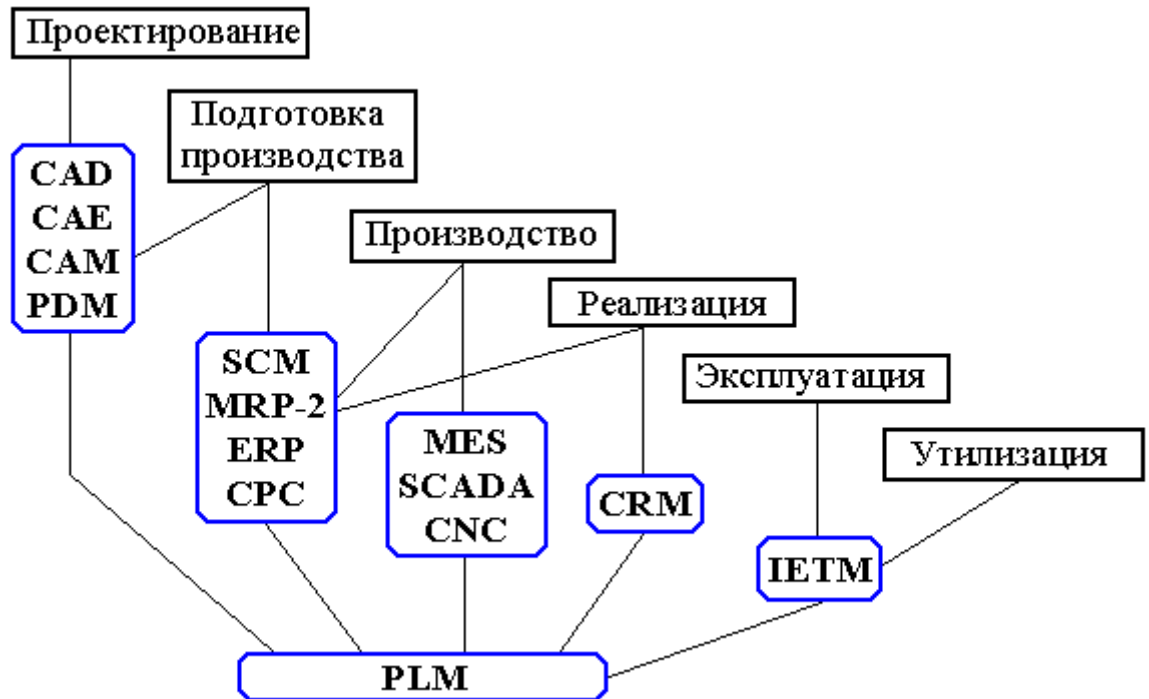 Проектирование
Подготовка
производства
CAD
CAE
CAM
PDM
Производство
Реализация
SCM
MRP-2
ERP
CPC
Эксплуатация
MES
SCADA
CNC
Утилизация
CRM
IETM
PLM